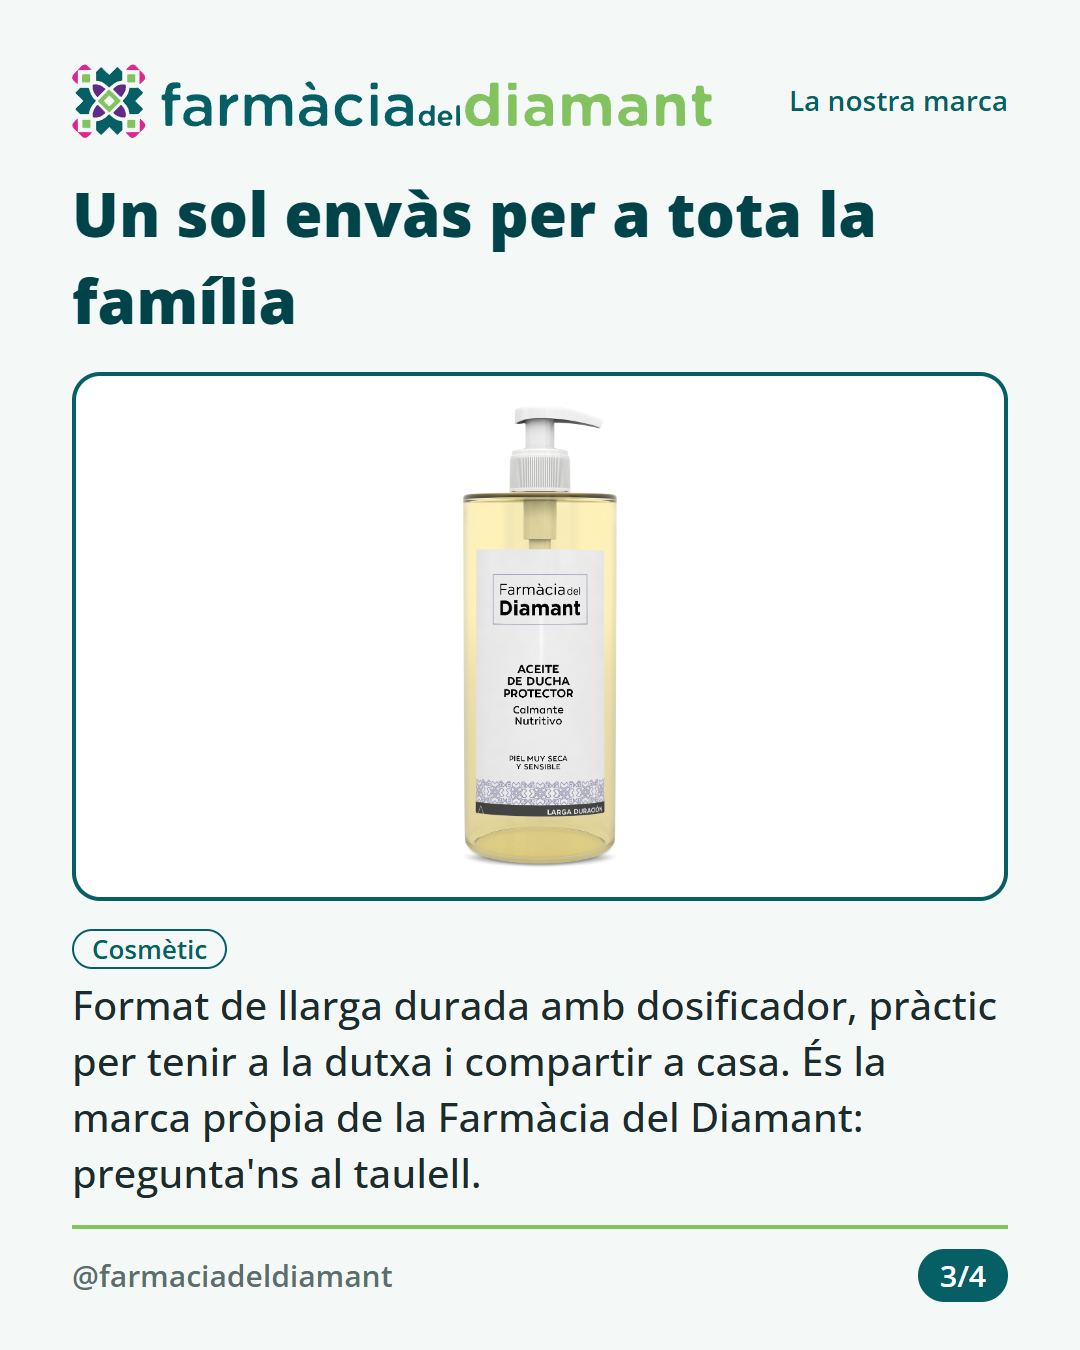 farmàciadeldiamant
La nostra marca
Un sol envàs per a tota la
família
Farmàcia del
Diamant
ACEITE
DE DUCHA
PROTECTOR
Calmante
Nutritivo
PIEL MUY SECA
Y SENSIBLE
LARGA DURACIÓN
Cosmètic
Format de llarga durada amb dosificador, pràctic
per tenir a la dutxa i compartir a casa. És la
marca pròpia de la Farmàcia del Diamant:
pregunta'ns al taulell.
@farmaciadeldiamant
3/4